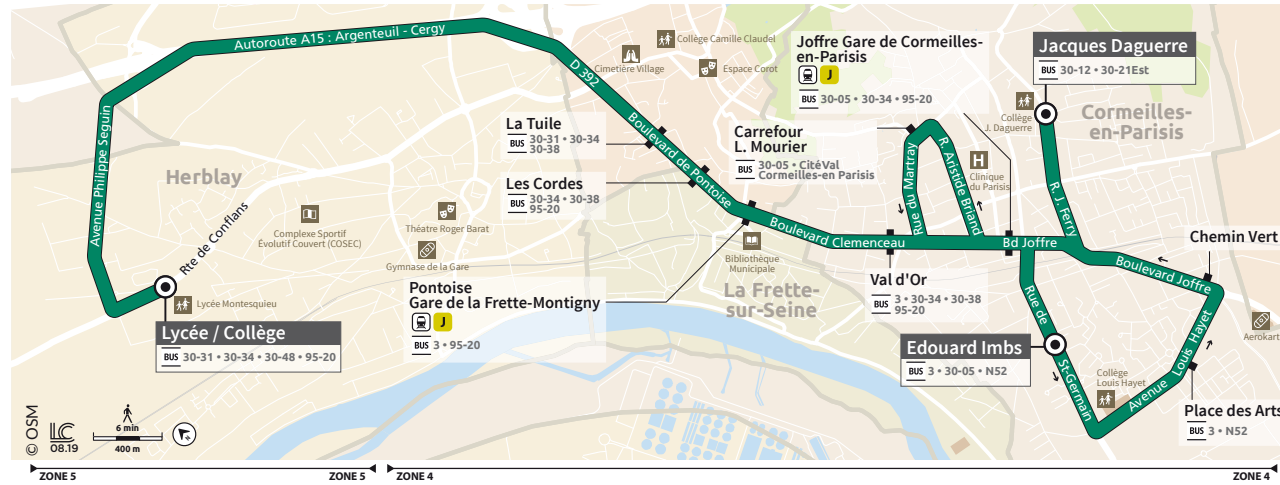 Autoroute A15 : Argenteuil - Cergy
D 392
Avenue Philippe Seguin
Boulevard de Pontoise
Boulevard Clemenceau
Rue du Martray
R. Aristide Briand
Bd Joffre
R. J. Ferry
Boulevard Joffre
Rue de
St-Germain
Avenue Louis Hayet
Rte de Conflans
Collège Camille Claudel
Cimetière Village
Espace Corot
Joffre Gare de Cormeilles-
en-Parisis
J
BUS 30-05 • 30-34 • 95-20
Jacques Daguerre
BUS 30-12 • 30-21Est
Collège
J. Daguerre
Cormeilles-
en-Parisis
La Tuile
BUS 30-31 • 30-34
30-38
Carrefour
L. Mourier
BUS 30-05 • CitéVal
Cormeilles-en Parisis
H
Clinique
du Parisis
Herblay
Les Cordes
BUS 30-34 • 30-38
95-20
Complexe Sportif
Évolutif Couvert (COSEC)
Théatre Roger Barat
Gymnase de la Gare
Bibliothèque
Municipale
Chemin Vert
Val d'Or
BUS 3 • 30-34 • 30-38
95-20
La Frette-
sur-Seine
Pontoise
Gare de la Frette-Montigny
J
BUS 3 • 95-20
Lycée Montesquieu
Lycée / Collège
BUS 30-31 • 30-34 • 30-48 • 95-20
Edouard Imbs
BUS 3 • 30-05 • N52
Aerokart
Collège
Louis Hayet
Place des Arts
BUS 3 • N52
© OSM
LC
08.19
6 min
400 m
ZONE 5
ZONE 5
ZONE 4
ZONE 4